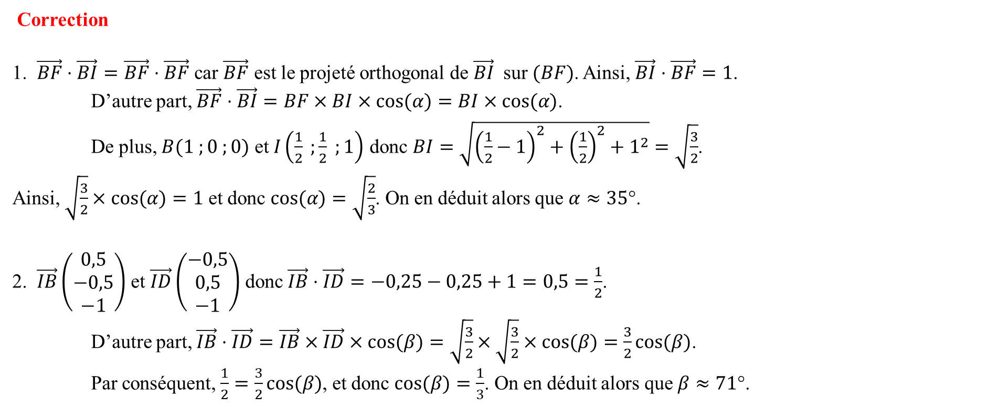 Correction
1. $\overrightarrow{BF} \cdot \overrightarrow{BI} = \overrightarrow{BF} \cdot \overrightarrow{BF}$ car $\overrightarrow{BF}$ est le projeté orthogonal de $\overrightarrow{BI}$ sur $(BF)$. Ainsi, $\overrightarrow{BI} \cdot \overrightarrow{BF} = 1$.
D’autre part, $\overrightarrow{BF} \cdot \overrightarrow{BI} = BF \times BI \times \cos(\alpha) = BI \times \cos(\alpha)$.
De plus, $B(1 ; 0 ; 0)$ et $I\left(\frac{1}{2} ; \frac{1}{2} ; 1\right)$ donc $BI = \sqrt{\left(\frac{1}{2} - 1\right)^2 + \left(\frac{1}{2}\right)^2 + 1^2} = \sqrt{\frac{3}{2}}$.
Ainsi, $\sqrt{\frac{3}{2}} \times \cos(\alpha) = 1$ et donc $\cos(\alpha) = \sqrt{\frac{2}{3}}$. On en déduit alors que $\alpha \approx 35°$.
2. $\overrightarrow{IB} \begin{pmatrix} 0,5 \\ -0,5 \\ -1 \end{pmatrix}$ et $\overrightarrow{ID} \begin{pmatrix} -0,5 \\ 0,5 \\ -1 \end{pmatrix}$ donc $\overrightarrow{IB} \cdot \overrightarrow{ID} = -0,25 - 0,25 + 1 = 0,5 = \frac{1}{2}$.
D’autre part, $\overrightarrow{IB} \cdot \overrightarrow{ID} = \overrightarrow{IB} \times \overrightarrow{ID} \times \cos(\beta) = \sqrt{\frac{3}{2}} \times \sqrt{\frac{3}{2}} \times \cos(\beta) = \frac{3}{2} \cos(\beta)$.
Par conséquent, $\frac{1}{2} = \frac{3}{2} \cos(\beta)$, et donc $\cos(\beta) = \frac{1}{3}$. On en déduit alors que $\beta \approx 71°$.